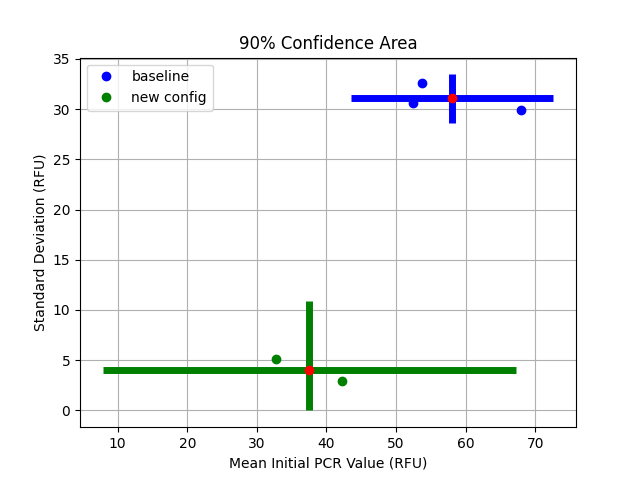 90% Confidence Area
baseline
new config
35
30
25
20
15
10
5
0
Standard Deviation (RFU)
10 20 30 40 50 60 70
Mean Initial PCR Value (RFU)